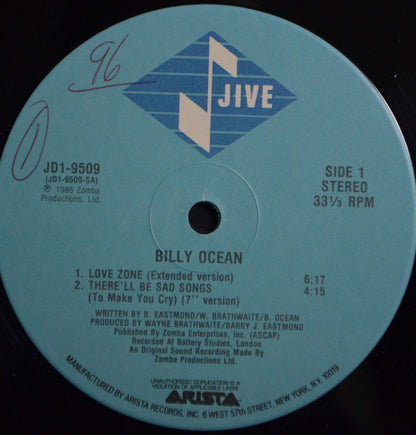 96
1
JIVE
JD1-9509
(JD1-9509-SA)
℗ 1986 Zomba
Productions, Ltd.
SIDE 1
STEREO
33⅓ RPM
BILLY OCEAN
1. LOVE ZONE (Extended version) 6:17
2. THERE'LL BE SAD SONGS 4:15
(To Make You Cry) (7'' version)
WRITTEN BY B. EASTMOND/W. BRATHWAITE/B. OCEAN
PRODUCED BY WAYNE BRATHWAITE/BARRY J. EASTMOND
Published By Zomba Enterprises, Inc. (ASCAP)
Recorded At Battery Studios, London
An Original Sound Recording Made By
Zomba Productions Ltd.
UNAUTHORIZED DUPLICATION IS A
VIOLATION OF APPLICABLE LAWS
ARISTA
MANUFACTURED BY ARISTA RECORDS, INC. 6 WEST 57th STREET, NEW YORK, N.Y. 10019